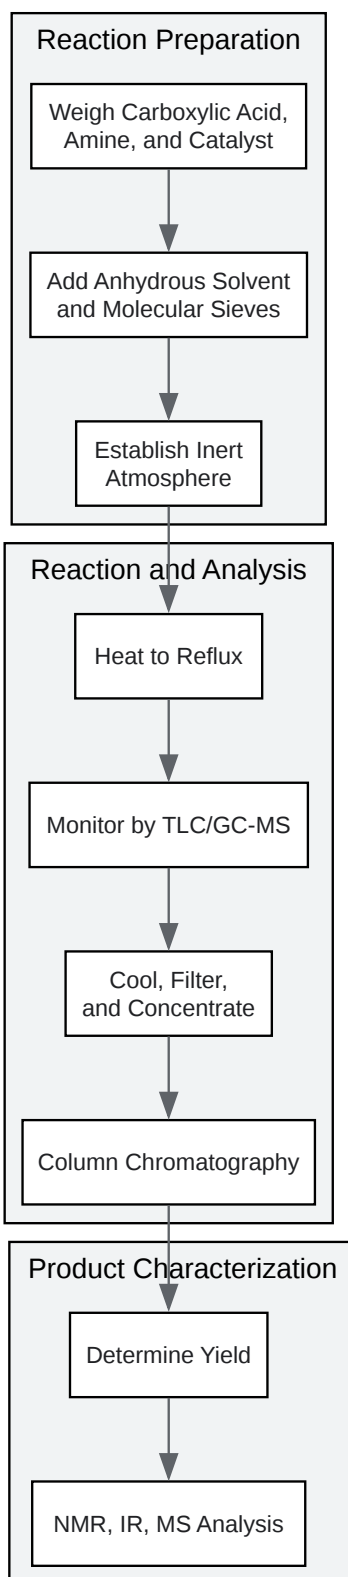 Reaction Preparation
Weigh Carboxylic Acid,
Amine, and Catalyst
Add Anhydrous Solvent
and Molecular Sieves
Establish Inert
Atmosphere
Reaction and Analysis
Heat to Reflux
Monitor by TLC/GC-MS
Cool, Filter,
and Concentrate
Column Chromatography
Product Characterization
Determine Yield
NMR, IR, MS Analysis